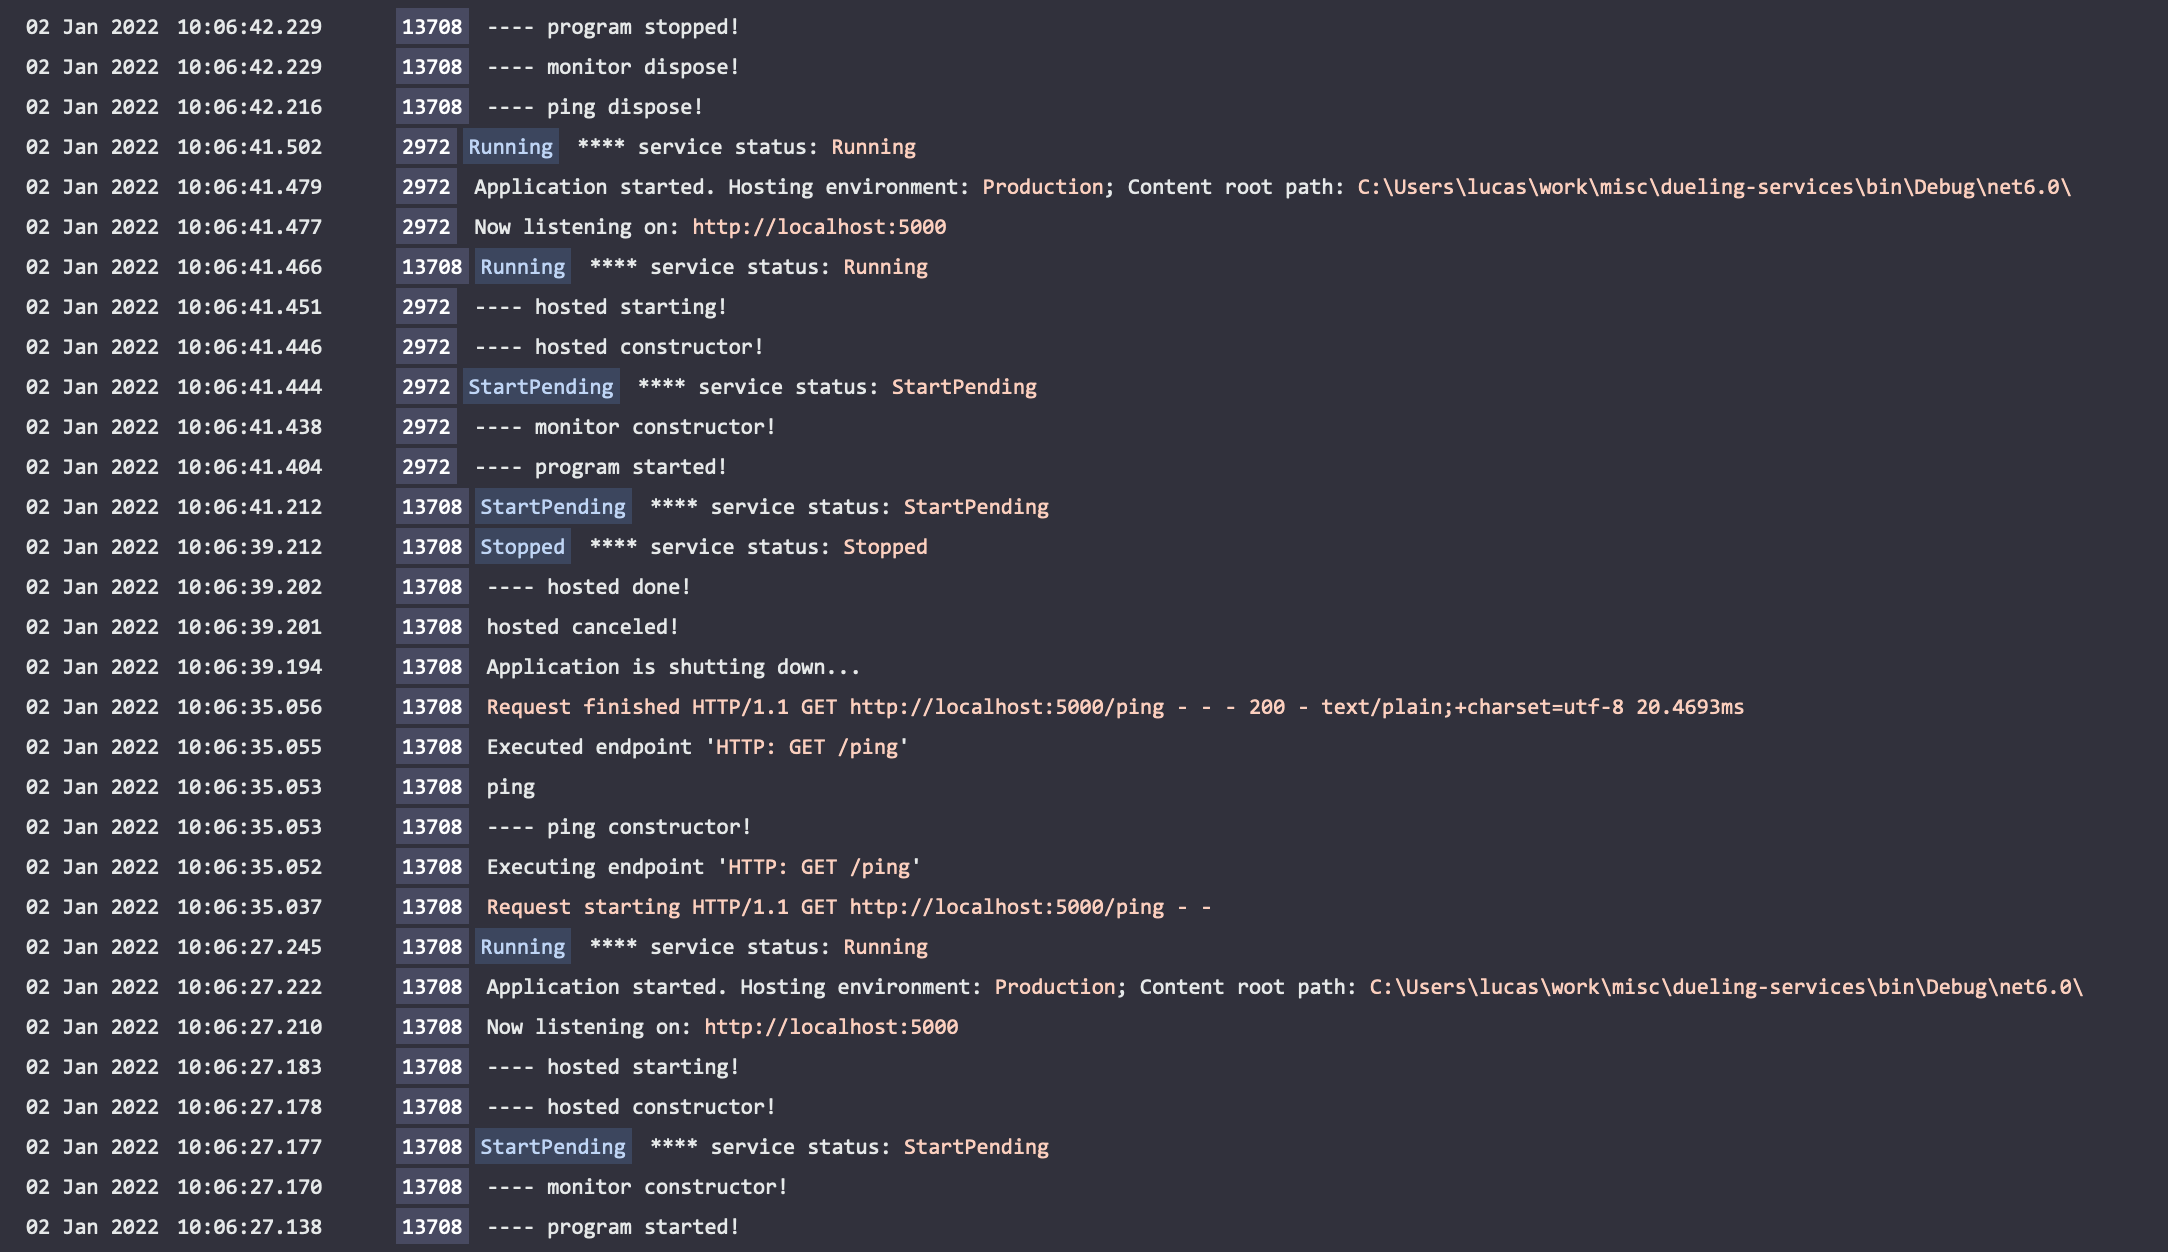 02 Jan 2022 10:06:42.229 13708 ---- program stopped!
02 Jan 2022 10:06:42.229 13708 ---- monitor dispose!
02 Jan 2022 10:06:42.216 13708 ---- ping dispose!
02 Jan 2022 10:06:41.502 2972 Running **** service status: Running
02 Jan 2022 10:06:41.479 2972 Application started. Hosting environment: Production; Content root path: C:\Users\lucas\work\misc\dueling-services\bin\Debug\net6.0\
02 Jan 2022 10:06:41.477 2972 Now listening on: http://localhost:5000
02 Jan 2022 10:06:41.466 13708 Running **** service status: Running
02 Jan 2022 10:06:41.451 2972 ---- hosted starting!
02 Jan 2022 10:06:41.446 2972 ---- hosted constructor!
02 Jan 2022 10:06:41.444 2972 StartPending **** service status: StartPending
02 Jan 2022 10:06:41.438 2972 ---- monitor constructor!
02 Jan 2022 10:06:41.404 2972 ---- program started!
02 Jan 2022 10:06:41.212 13708 StartPending **** service status: StartPending
02 Jan 2022 10:06:39.212 13708 Stopped **** service status: Stopped
02 Jan 2022 10:06:39.202 13708 ---- hosted done!
02 Jan 2022 10:06:39.201 13708 hosted canceled!
02 Jan 2022 10:06:39.194 13708 Application is shutting down...
02 Jan 2022 10:06:35.056 13708 Request finished HTTP/1.1 GET http://localhost:5000/ping - - - 200 - text/plain;+charset=utf-8 20.4693ms
02 Jan 2022 10:06:35.055 13708 Executed endpoint 'HTTP: GET /ping'
02 Jan 2022 10:06:35.053 13708 ping
02 Jan 2022 10:06:35.053 13708 ---- ping constructor!
02 Jan 2022 10:06:35.052 13708 Executing endpoint 'HTTP: GET /ping'
02 Jan 2022 10:06:35.037 13708 Request starting HTTP/1.1 GET http://localhost:5000/ping - -
02 Jan 2022 10:06:27.245 13708 Running **** service status: Running
02 Jan 2022 10:06:27.222 13708 Application started. Hosting environment: Production; Content root path: C:\Users\lucas\work\misc\dueling-services\bin\Debug\net6.0\
02 Jan 2022 10:06:27.210 13708 Now listening on: http://localhost:5000
02 Jan 2022 10:06:27.183 13708 ---- hosted starting!
02 Jan 2022 10:06:27.178 13708 ---- hosted constructor!
02 Jan 2022 10:06:27.177 13708 StartPending **** service status: StartPending
02 Jan 2022 10:06:27.170 13708 ---- monitor constructor!
02 Jan 2022 10:06:27.138 13708 ---- program started!